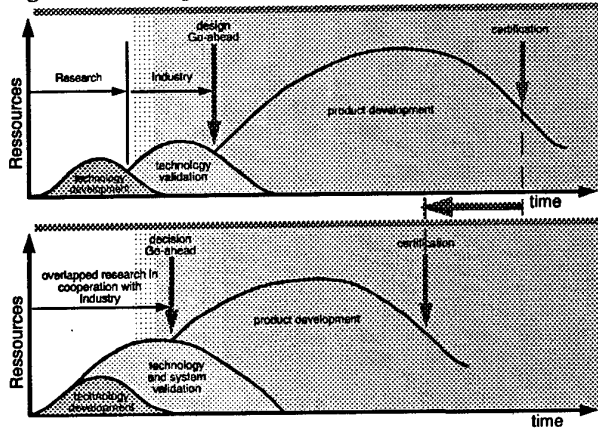 design
Go-ahead
certification
Research
Industry
product development
technology
validation
technology
development
Ressources
time
decision
Go-ahead
certification
overlapped research in
cooperation with
Industry
product development
technology
and system
validation
technology
development
Ressources
time